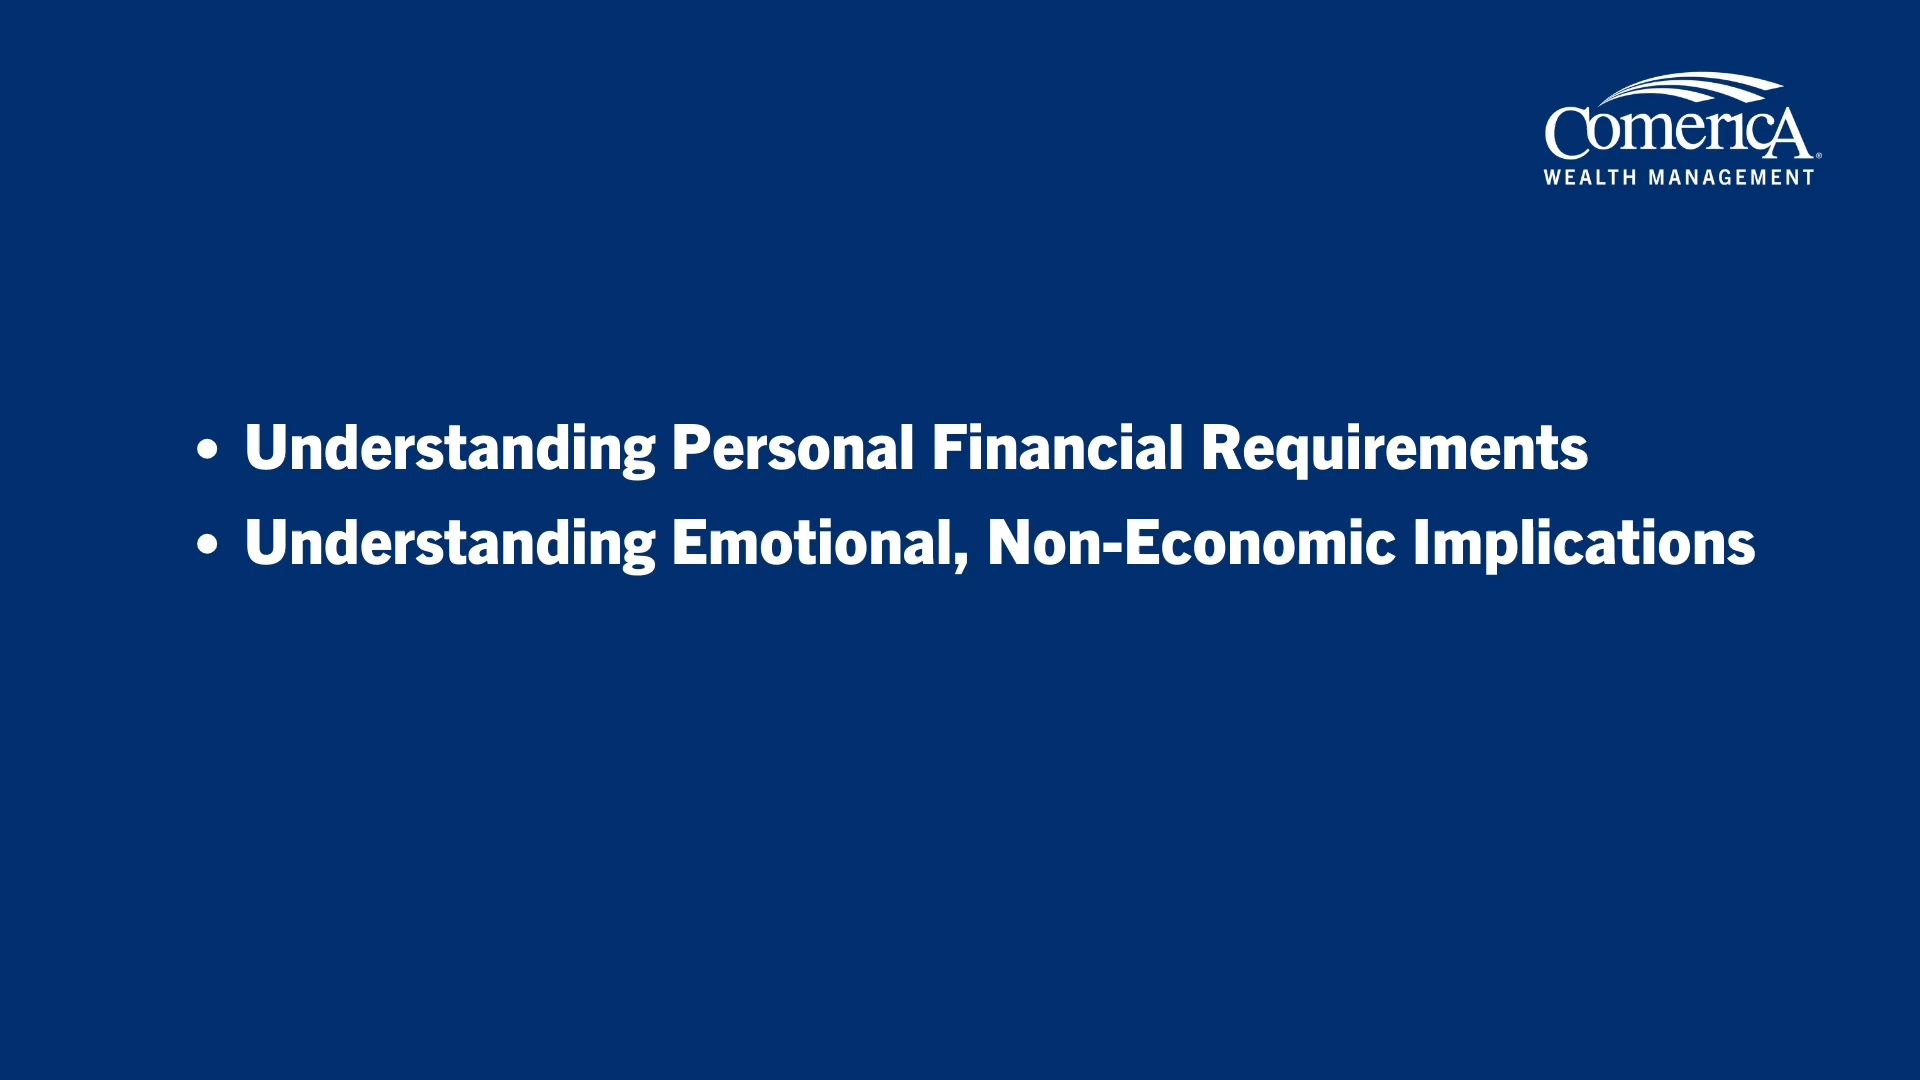 ComericA®
WEALTH MANAGEMENT
• Understanding Personal Financial Requirements
• Understanding Emotional, Non-Economic Implications